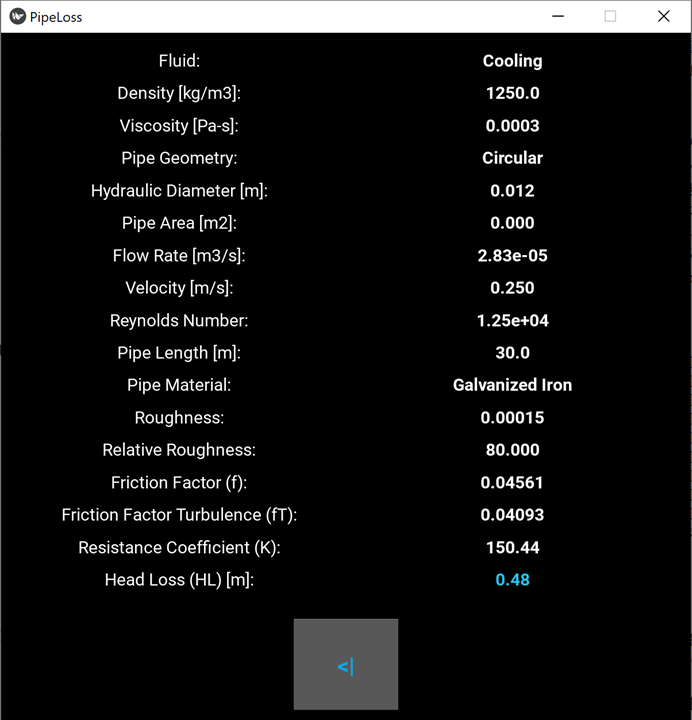 PipeLoss
Fluid: Cooling
Density [kg/m3]: 1250.0
Viscosity [Pa-s]: 0.0003
Pipe Geometry: Circular
Hydraulic Diameter [m]: 0.012
Pipe Area [m2]: 0.000
Flow Rate [m3/s]: 2.83e-05
Velocity [m/s]: 0.250
Reynolds Number: 1.25e+04
Pipe Length [m]: 30.0
Pipe Material: Galvanized Iron
Roughness: 0.00015
Relative Roughness: 80.000
Friction Factor (f): 0.04561
Friction Factor Turbulence (fT): 0.04093
Resistance Coefficient (K): 150.44
Head Loss (HL) [m]: 0.48
<|